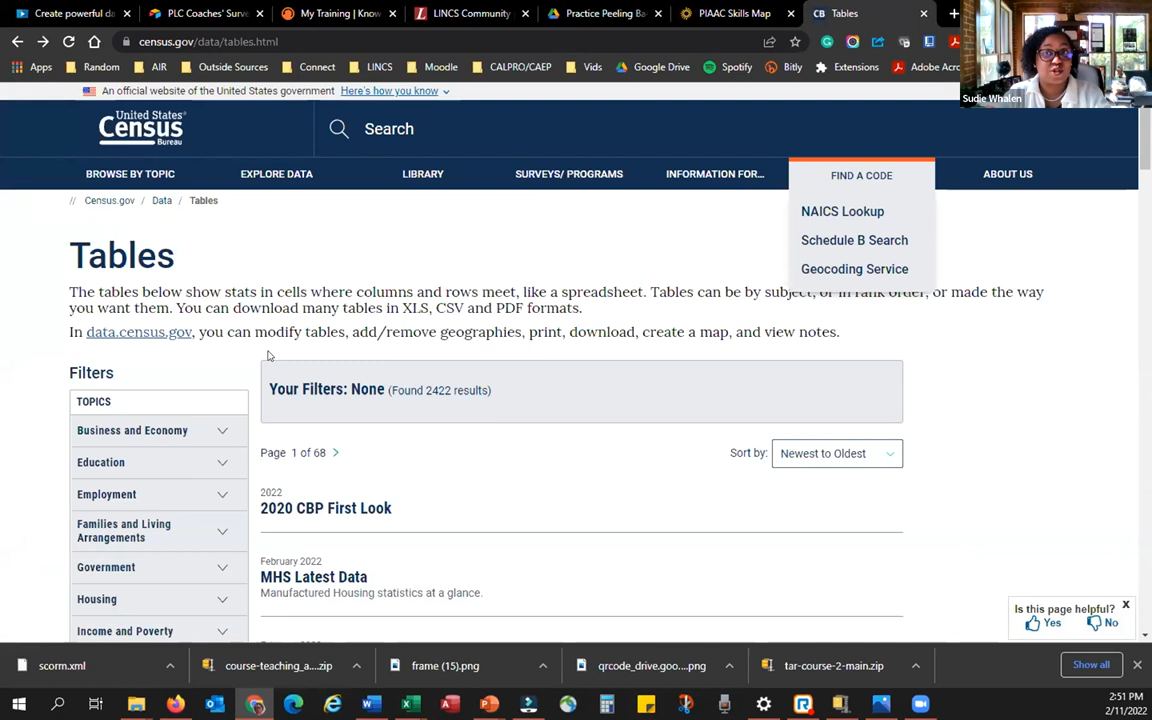 Create powerful da
PLC Coaches' Surve
My Training | Know
LINCS Community
Practice Peeling Ba
PIAAC Skills Map
CB Tables
census.gov/data/tables.html
Apps
Random
AIR
Outside Sources
Connect
LINCS
Moodle
CALPRO/CAEP
Vids
Google Drive
Spotify
Bitly
Extensions
Adobe Acro
Sudie Whalen
An official website of the United States government Here's how you know
United States®
Census
Bureau
Search
BROWSE BY TOPIC
EXPLORE DATA
LIBRARY
SURVEYS/ PROGRAMS
INFORMATION FOR...
FIND A CODE
ABOUT US
NAICS Lookup
Schedule B Search
Geocoding Service
// Census.gov / Data / Tables
Tables
The tables below show stats in cells where columns and rows meet, like a spreadsheet. Tables can be by subject, or in rank order, or made the way
you want them. You can download many tables in XLS, CSV and PDF formats.
In data.census.gov, you can modify tables, add/remove geographies, print, download, create a map, and view notes.
Filters
TOPICS
Business and Economy
Education
Employment
Families and Living
Arrangements
Government
Housing
Income and Poverty
Your Filters: None (Found 2422 results)
Page 1 of 68 >
Sort by: Newest to Oldest
2022
2020 CBP First Look
February 2022
MHS Latest Data
Manufactured Housing statistics at a glance.
Is this page helpful? X
Yes No
scorm.xml
course-teaching_a....zip
frame (15).png
qrcode_drive.goo....png
tar-course-2-main.zip
Show all
2:51 PM
2/11/2022